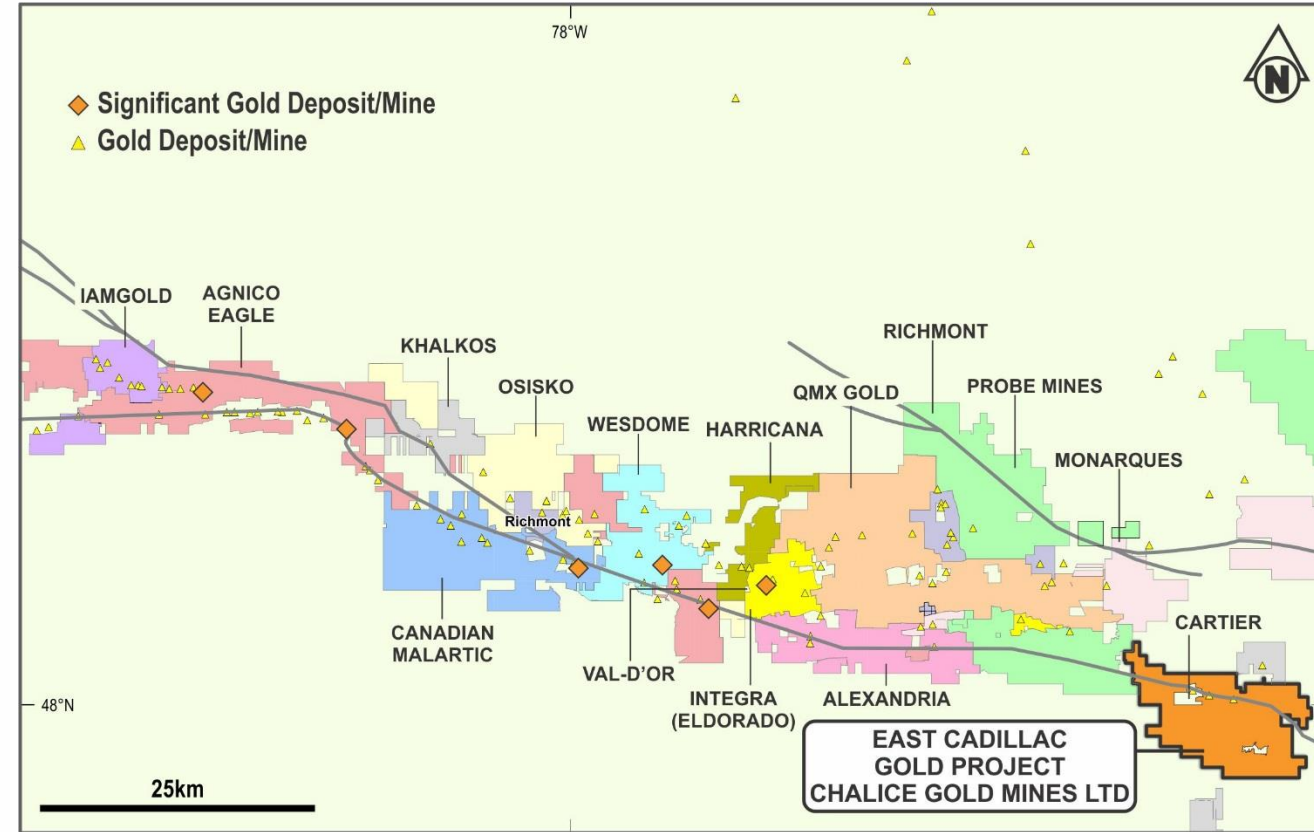 78°W
N
Significant Gold Deposit/Mine
Gold Deposit/Mine
IAMGOLD
AGNICO
EAGLE
KHALKOS
OSISKO
WESDOME
HARRICANA
QMX GOLD
RICHMONT
PROBE MINES
MONARQUES
Richmont
CANADIAN
MALARTIC
VAL-D'OR
INTEGRA
(ELDORADO)
ALEXANDRIA
CARTIER
48°N
EAST CADILLAC
GOLD PROJECT
CHALICE GOLD MINES LTD
25km